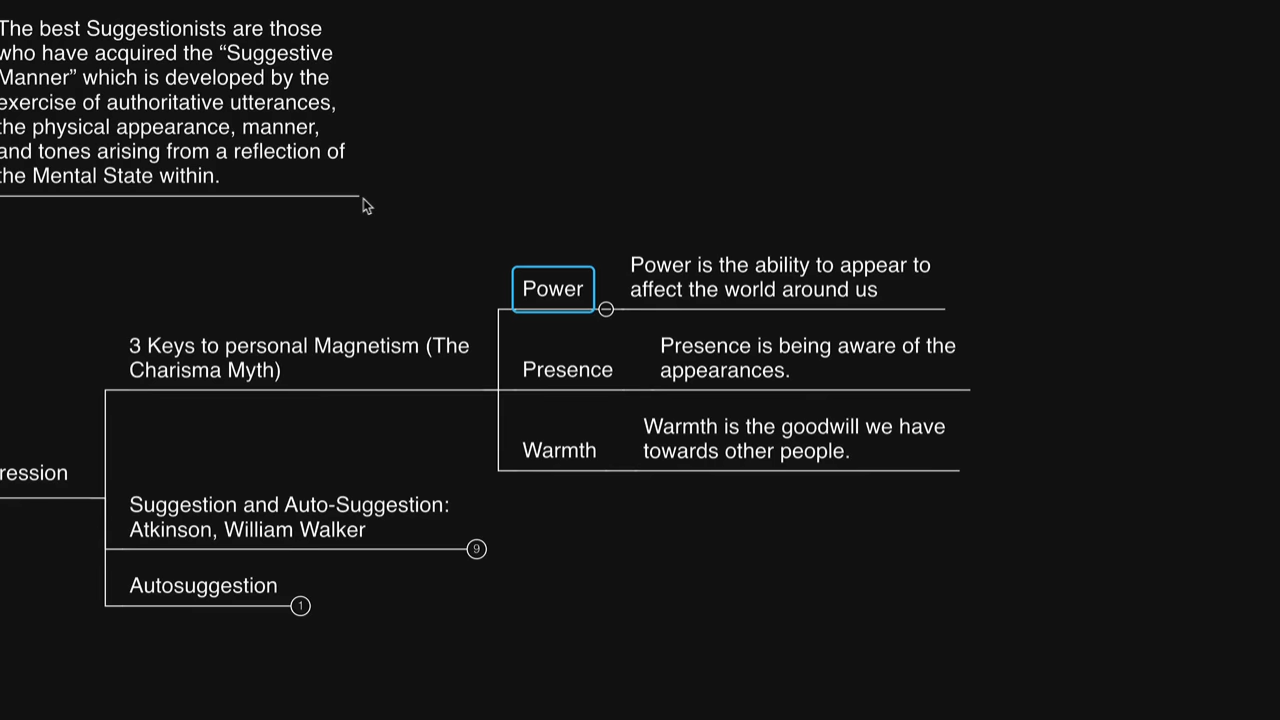 The best Suggestionists are those
who have acquired the “Suggestive
Manner” which is developed by the
exercise of authoritative utterances,
the physical appearance, manner,
and tones arising from a reflection of
the Mental State within.
Power
Power is the ability to appear to
affect the world around us
3 Keys to personal Magnetism (The
Charisma Myth)
Presence
Presence is being aware of the
appearances.
Warmth
Warmth is the goodwill we have
towards other people.
ression
Suggestion and Auto-Suggestion:
Atkinson, William Walker
9
Autosuggestion
1